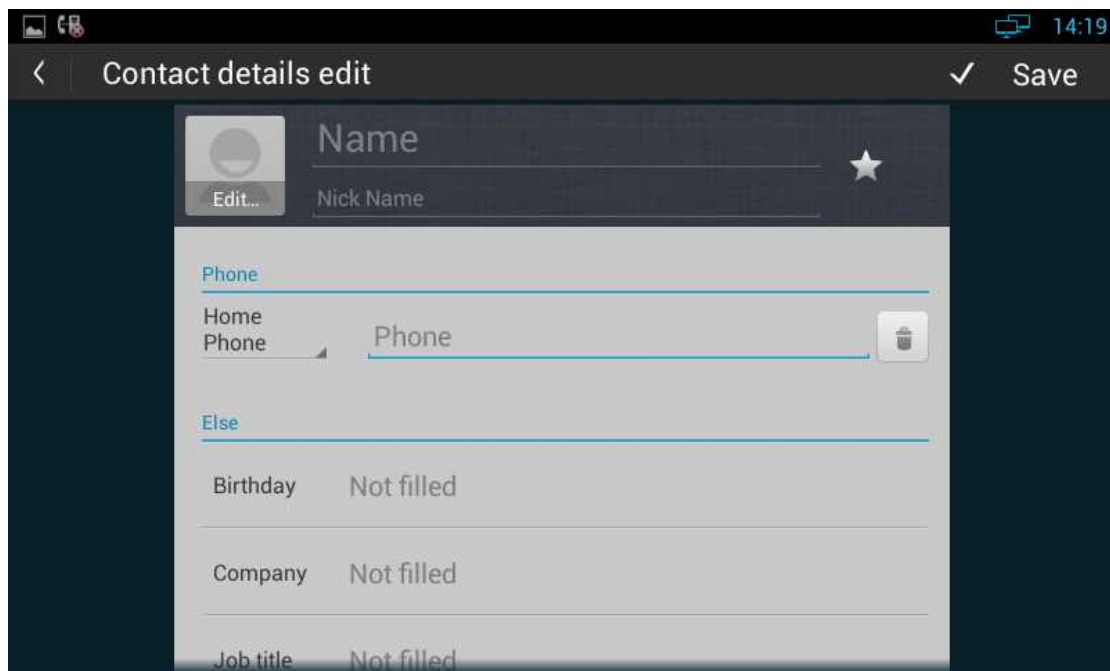 14:19
Contact details edit
Save
Name
Edit...
Nick Name
Phone
Home
Phone
Phone
Else
Birthday Not filled
Company Not filled
Job title Not filled